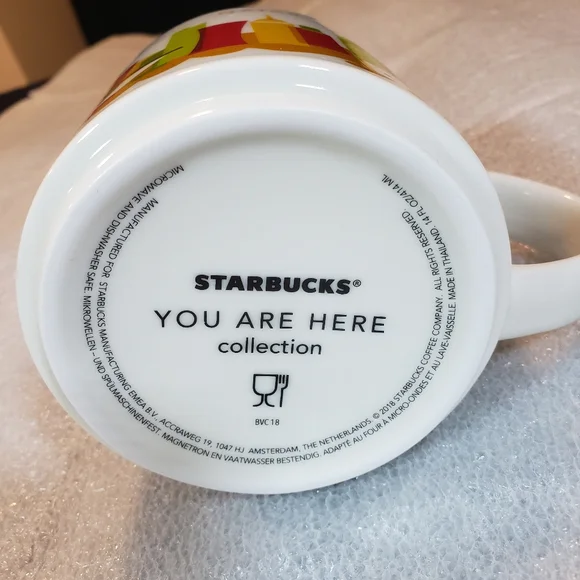 STARBUCKS®
YOU ARE HERE
collection
BVC 18
MANUFACTURED FOR STARBUCKS MANUFACTURING EMEA B.V., ACCRAWEG 19, 1047 HJ AMSTERDAM, THE NETHERLANDS. © 2018 STARBUCKS COFFEE COMPANY. ALL RIGHTS RESERVED. 14 FL OZ/414 ML
MICROWAVE AND DISHWASHER SAFE. MIKROWELLEN – UND SPÜLMASCHINENFEST. MAGNETRON EN VAATWASSER BESTENDIG. ADAPTÉ AU FOUR À MICRO-ONDES ET AU LAVE-VAISSELLE. MADE IN THAILAND.